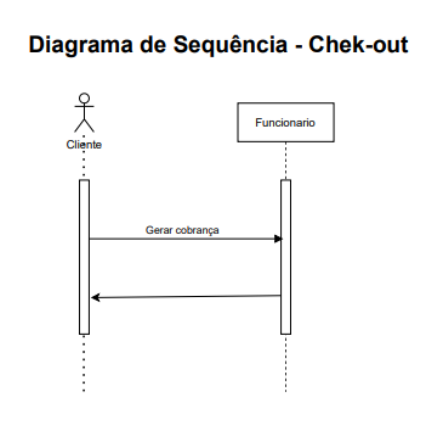 Diagrama de Sequência - Chek-out
Cliente
Funcionario
Gerar cobrança